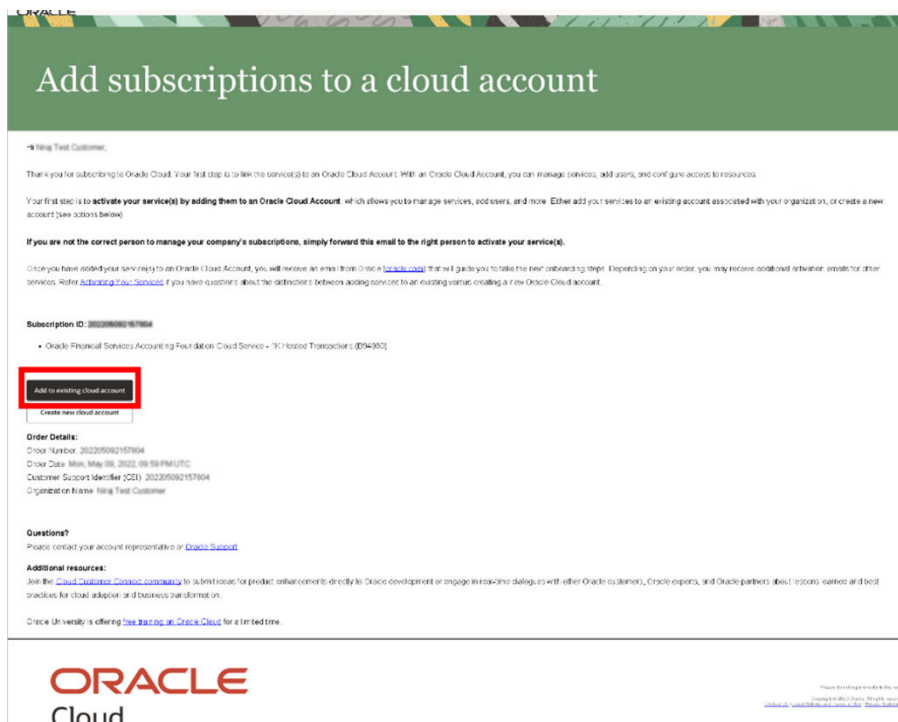 ORACLE
Add subscriptions to a cloud account
Hi Niraj Test Customer,
Thank you for subscribing to Oracle Cloud. Your first step is to link the service(s) to an Oracle Cloud Account. With an Oracle Cloud Account, you can manage services, add users, and configure access to resources.
Your first step is to activate your service(s) by adding them to an Oracle Cloud Account, which allows you to manage services, add users, and more. Either add your services to an existing account associated with your organization, or create a new
account (see options below)
If you are not the correct person to manage your company's subscriptions, simply forward this email to the right person to activate your service(s).
Once you have added your service(s) to an Oracle Cloud Account, you will receive an email from Oracle (oracle.com) that will guide you to take the next onboarding steps. Depending on your order, you may receive additional activation emails for other
services. Refer Activating Your Services if you have questions about the distinctions between adding services to an existing versus creating a new Oracle Cloud account.
Subscription ID: 202205092157804
• Oracle Financial Services Accounting Foundation Cloud Service - 1K Hosted Transactions (B94980)
Add to existing cloud account
Create new cloud account
Order Details:
Order Number: 202205092157804
Order Date: Mon, May 09, 2022, 09:59 PM UTC
Customer Support Identifier (CSI): 202205092157804
Organization Name: Niraj Test Customer
Questions?
Please contact your account representative or Oracle Support
Additional resources:
Join the Cloud Customer Connect community to submit ideas for product enhancements directly to Oracle development or engage in real-time dialogues with other Oracle customers, Oracle experts, and Oracle partners about lessons learned and best
practices for cloud adoption and business transformation.
Oracle University is offering free training on Oracle Cloud for a limited time.
ORACLE
Cloud